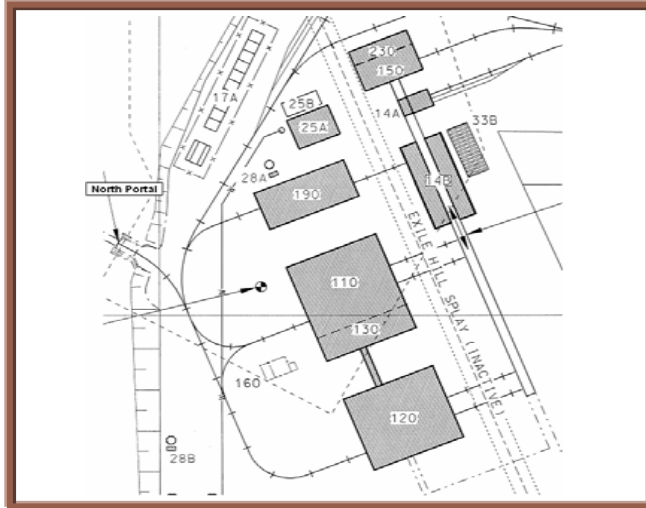 230
150
17A
25B
14A
25A
33B
28A
14B
North Portal
190
EXILE HILL SPLAY (INACTIVE)
110
130
160
120
28B